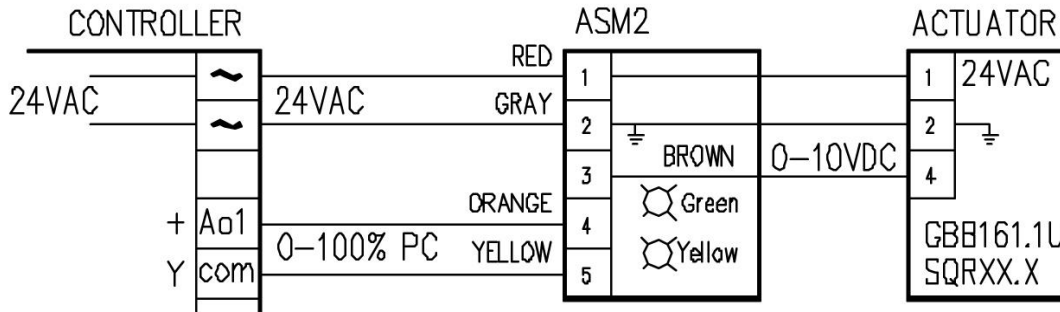 CONTROLLER ASM2 ACTUATOR
RED 1 1 24VAC
~
24VAC 24VAC GRAY
~ 2 2
BROWN 0-10VDC
3 4
ORANGE Green
+ Ao1 4
0-100% PC YELLOW Yellow GBB161.1U
Y com 5 SQRXX.X